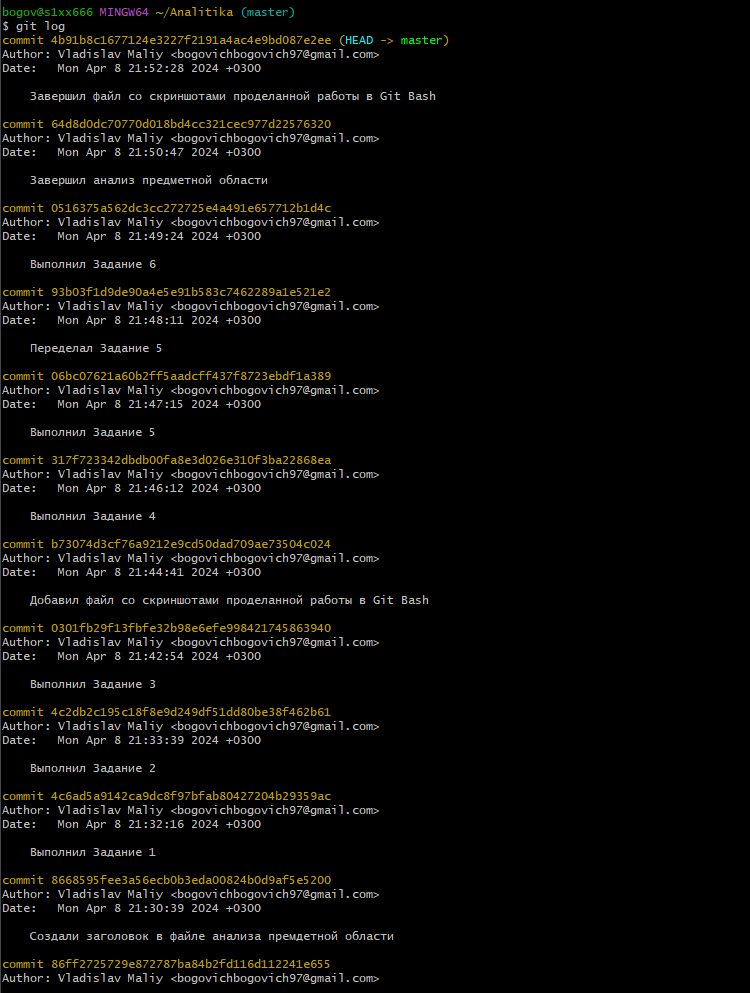 bogov@s1xx666 MINGW64 ~/Analitika (master)
$ git log
commit 4b91b8c1677124e3227f2191a4ac4e9bd087e2ee (HEAD -> master)
Author: Vladislav Maliy <bogovichbogovich97@gmail.com>
Date:   Mon Apr 8 21:52:28 2024 +0300
    Завершил файл со скриншотами проделанной работы в Git Bash
commit 64d8d0dc70770d018bd4cc321cec977d22576320
Author: Vladislav Maliy <bogovichbogovich97@gmail.com>
Date:   Mon Apr 8 21:50:47 2024 +0300
    Завершил анализ предметной области
commit 0516375a562dc3cc272725e4a491e657712b1d4c
Author: Vladislav Maliy <bogovichbogovich97@gmail.com>
Date:   Mon Apr 8 21:49:24 2024 +0300
    Выполнил Задание 6
commit 93b03f1d9de90a4e5e91b583c7462289a1e521e2
Author: Vladislav Maliy <bogovichbogovich97@gmail.com>
Date:   Mon Apr 8 21:48:11 2024 +0300
    Переделал Задание 5
commit 06bc07621a60b2ff5aadcff437f8723ebdf1a389
Author: Vladislav Maliy <bogovichbogovich97@gmail.com>
Date:   Mon Apr 8 21:47:15 2024 +0300
    Выполнил Задание 5
commit 317f723342dbdb00fa8e3d026e310f3ba22868ea
Author: Vladislav Maliy <bogovichbogovich97@gmail.com>
Date:   Mon Apr 8 21:46:12 2024 +0300
    Выполнил Задание 4
commit b73074d3cf76a9212e9cd50dad709ae73504c024
Author: Vladislav Maliy <bogovichbogovich97@gmail.com>
Date:   Mon Apr 8 21:44:41 2024 +0300
    Добавил файл со скриншотами проделанной работы в Git Bash
commit 0301fb29f13fbfe32b98e6efe998421745863940
Author: Vladislav Maliy <bogovichbogovich97@gmail.com>
Date:   Mon Apr 8 21:42:54 2024 +0300
    Выполнил Задание 3
commit 4c2db2c195c18f8e9d249df51dd80be38f462b61
Author: Vladislav Maliy <bogovichbogovich97@gmail.com>
Date:   Mon Apr 8 21:33:39 2024 +0300
    Выполнил Задание 2
commit 4c6ad5a9142ca9dc8f97bfab80427204b29359ac
Author: Vladislav Maliy <bogovichbogovich97@gmail.com>
Date:   Mon Apr 8 21:32:16 2024 +0300
    Выполнил Задание 1
commit 8668595fee3a56ecb0b3eda00824b0d9af5e5200
Author: Vladislav Maliy <bogovichbogovich97@gmail.com>
Date:   Mon Apr 8 21:30:39 2024 +0300
    Создали заголовок в файле анализа премдетной области
commit 86ff2725729e872787ba84b2fd116d112241e655
Author: Vladislav Maliy <bogovichbogovich97@gmail.com>